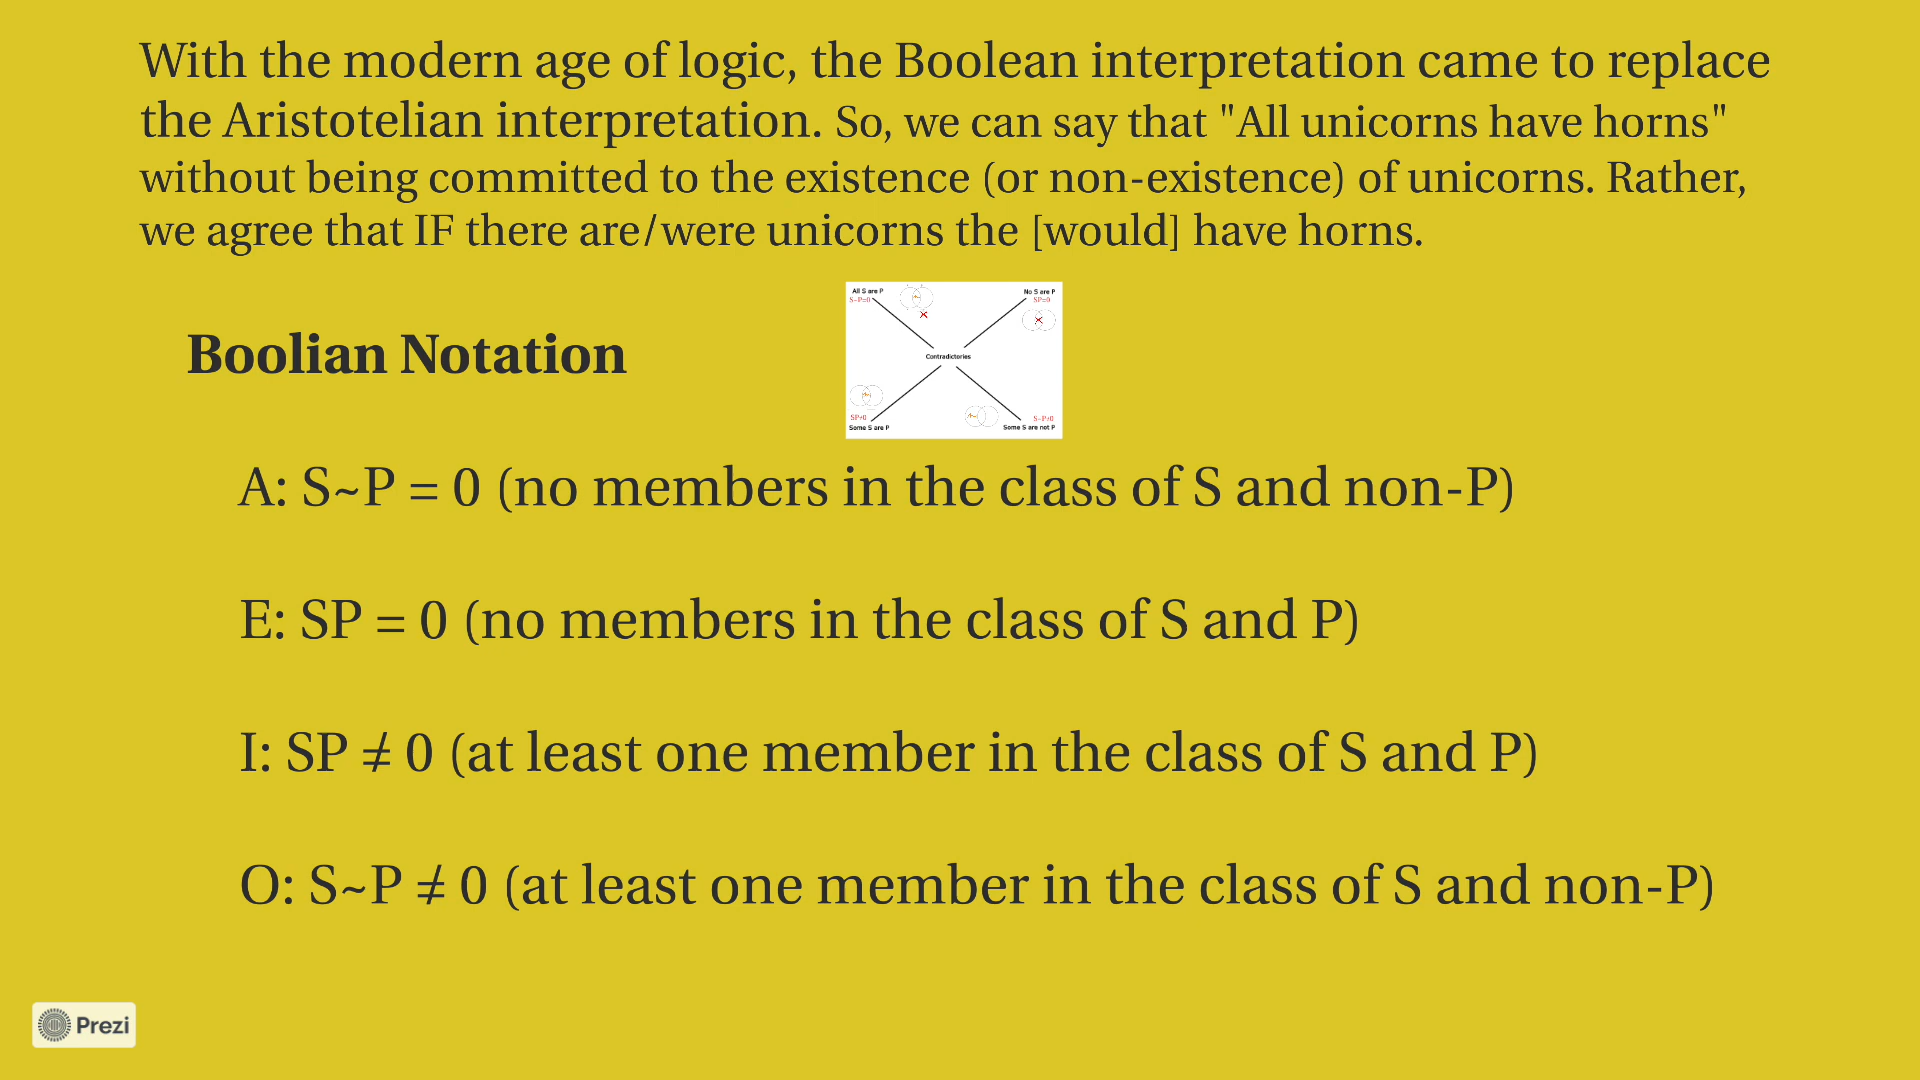 With the modern age of logic, the Boolean interpretation came to replace
the Aristotelian interpretation. So, we can say that "All unicorns have horns"
without being committed to the existence (or non-existence) of unicorns. Rather,
we agree that IF there are/were unicorns the [would] have horns.
All S are P
S~P=0
No S are P
SP=0
Boolian Notation
Contradictories
SP≠0
Some S are P
S~P≠0
Some S are not P
A: S~P = 0 (no members in the class of S and non-P)
E: SP = 0 (no members in the class of S and P)
I: SP ≠ 0 (at least one member in the class of S and P)
O: S~P ≠ 0 (at least one member in the class of S and non-P)
Prezi